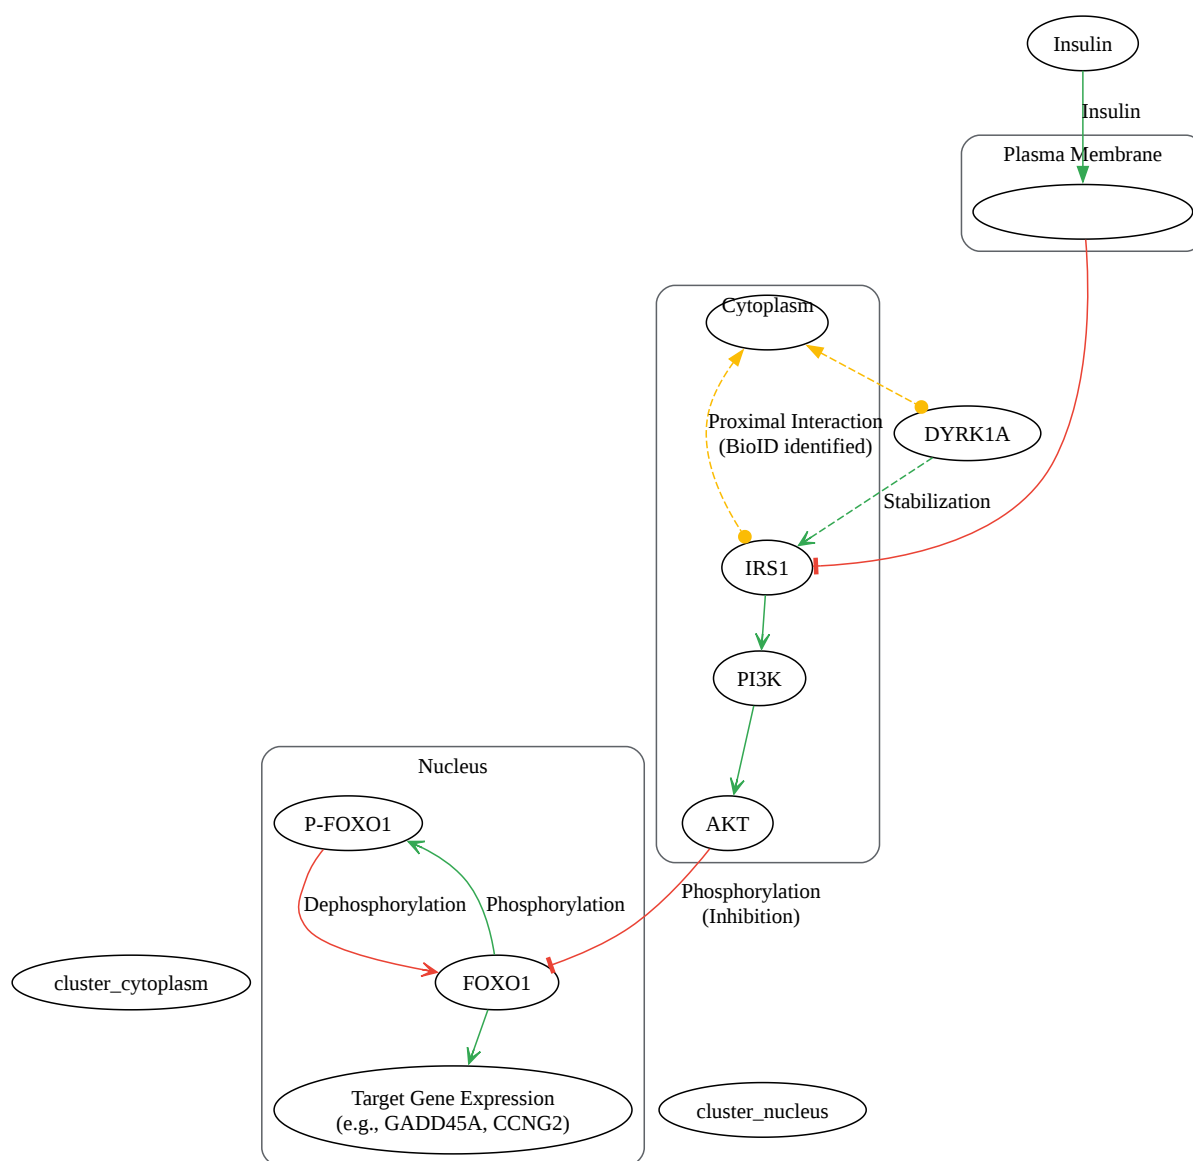 Insulin
Insulin
Plasma Membrane
Cytoplasm
Proximal Interaction
(BioID identified)
DYRK1A
Stabilization
IRS1
PI3K
Nucleus
P-FOXO1
AKT
Dephosphorylation
Phosphorylation
Phosphorylation
(Inhibition)
cluster_cytoplasm
FOXO1
Target Gene Expression
(e.g., GADD45A, CCNG2)
cluster_nucleus